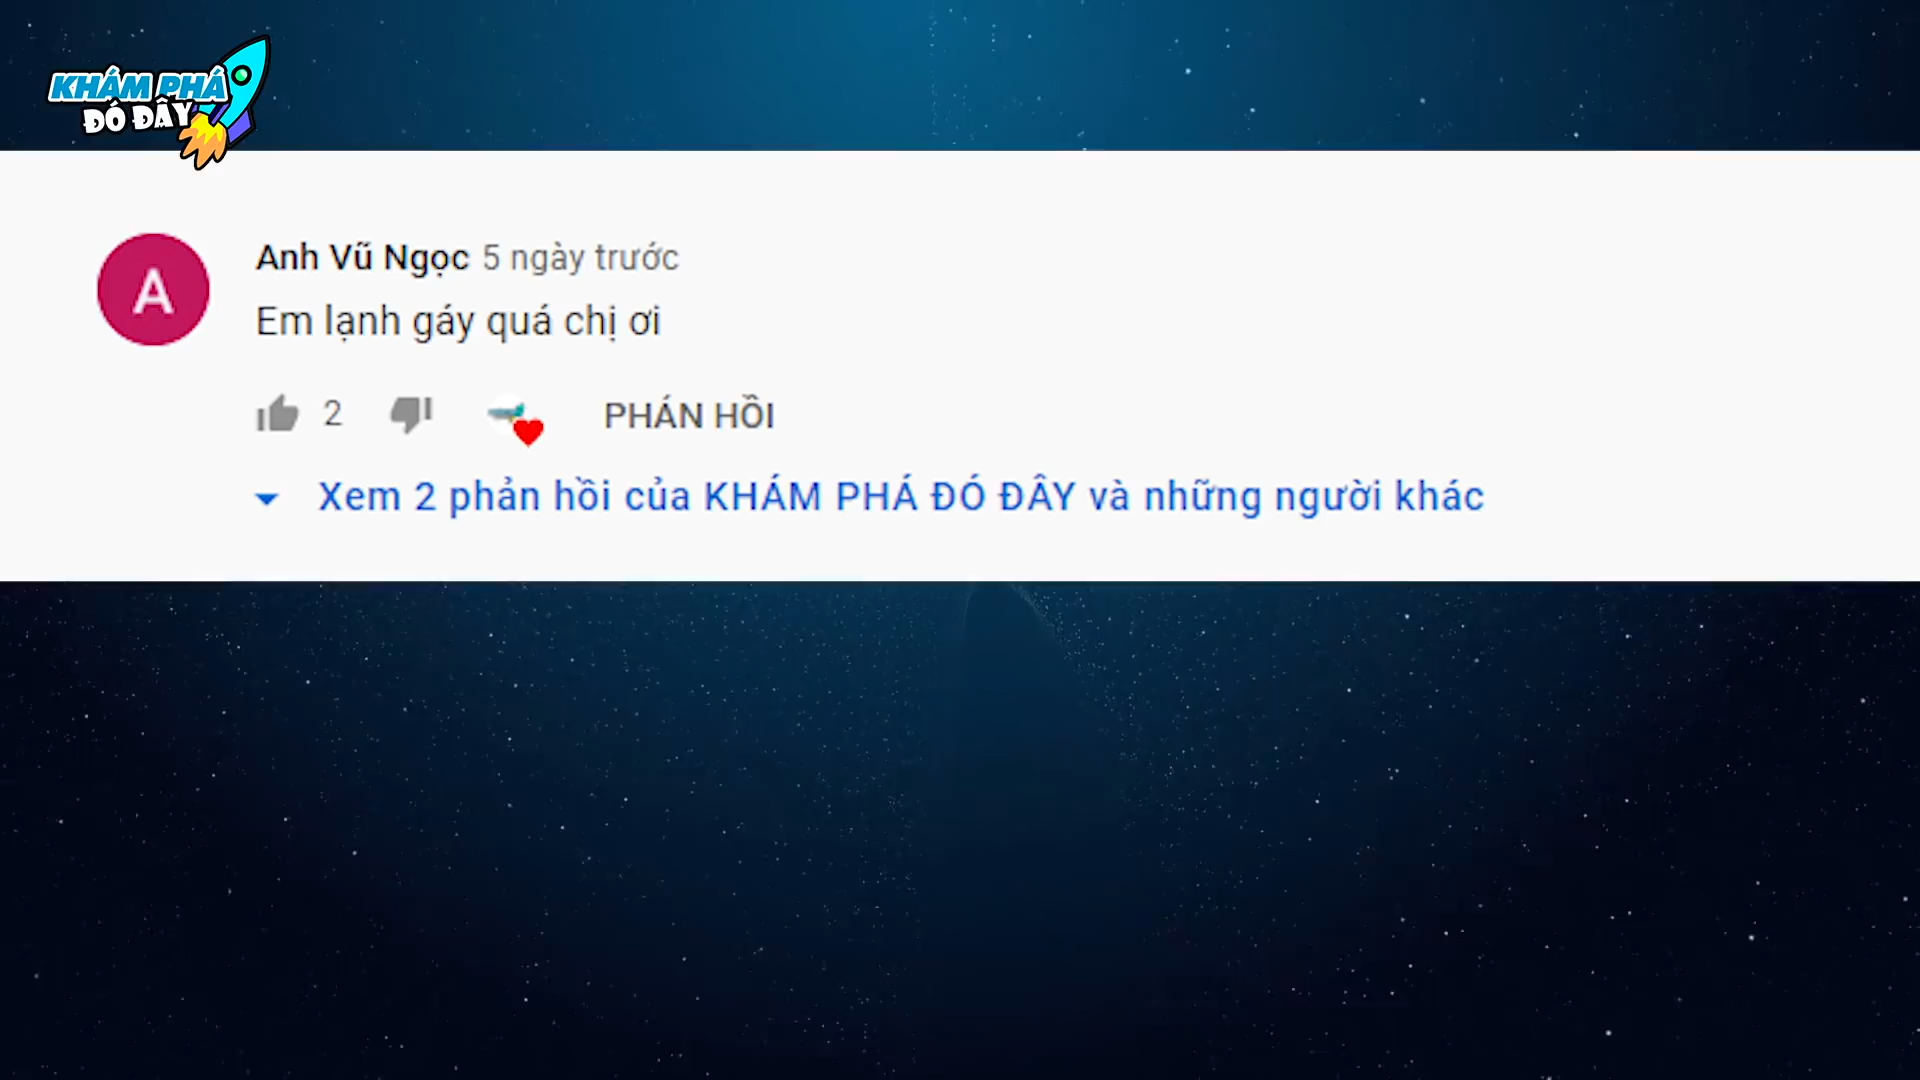 KHÁM PHÁ
ĐÓ ĐÂY
A
Anh Vũ Ngọc 5 ngày trước
Em lạnh gáy quá chị ơi
2 PHẢN HỒI
Xem 2 phản hồi của KHÁM PHÁ ĐÓ ĐÂY và những người khác